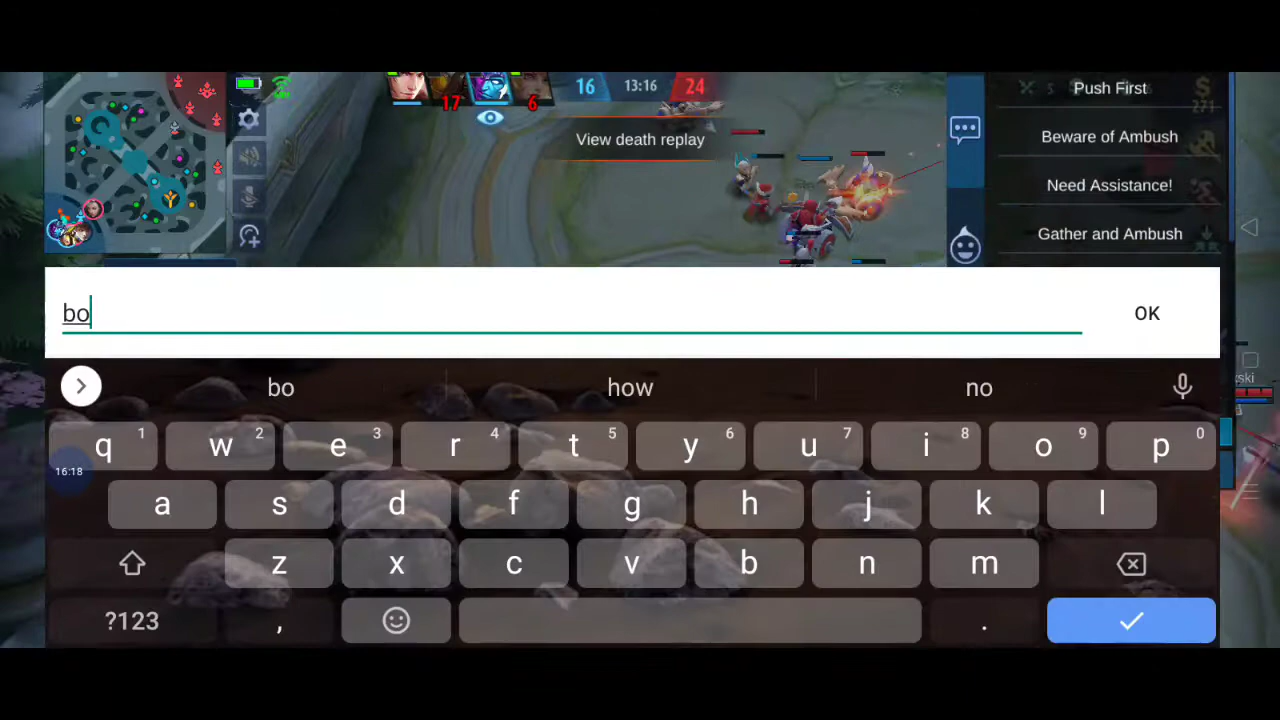 17
6
16
13:16
24
View death replay
Push First
271
Beware of Ambush
Need Assistance!
Gather and Ambush
bo
OK
bo
how
no
q 1 w 2 e 3 r 4 t 5 y 6 u 7 i 8 o 9 p 0
16:18
a s d f g h j k l
z x c v b n m
?123 , .